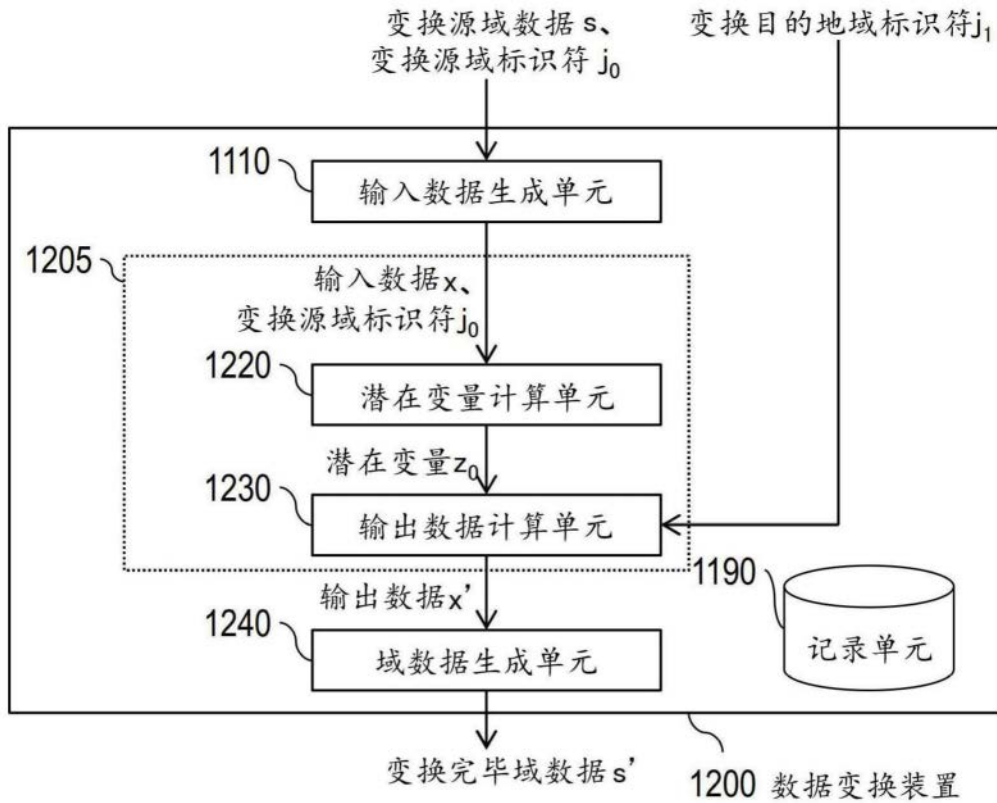 变换源域数据 s、
变换源域标识符 j₀
变换目的地域标识符j₁
1110
输入数据生成单元
1205
输入数据x、
变换源域标识符j₀
1220
潜在变量计算单元
潜在变量z₀
1230
输出数据计算单元
1190
输出数据x’
记录单元
1240
域数据生成单元
变换完毕域数据s’
1200 数据变换装置